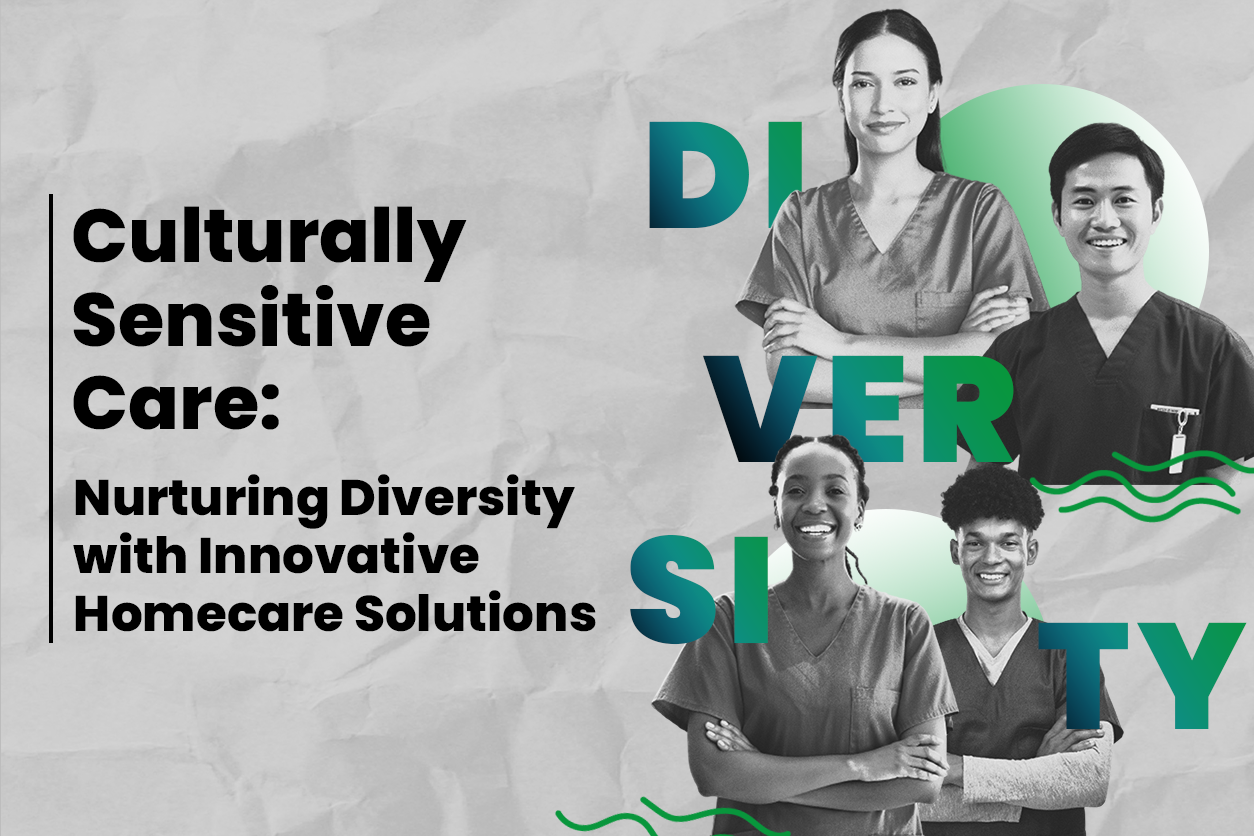 Culturally
Sensitive
Care:
Nurturing Diversity
with Innovative
Homecare Solutions
DI
VER
SI
TY